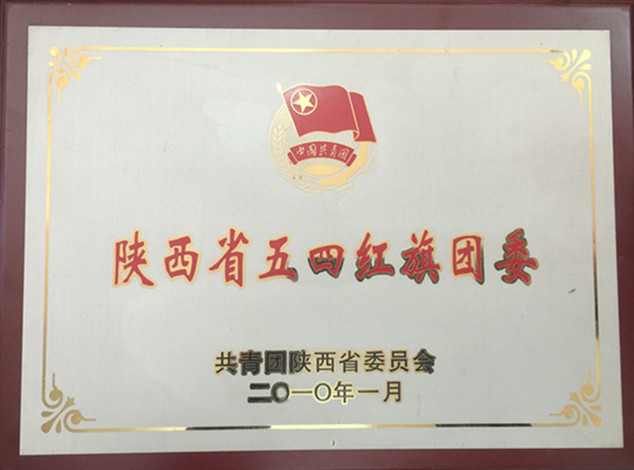 中国共青团
陕西省五四红旗团委
共青团陕西省委员会
二〇一〇年一月